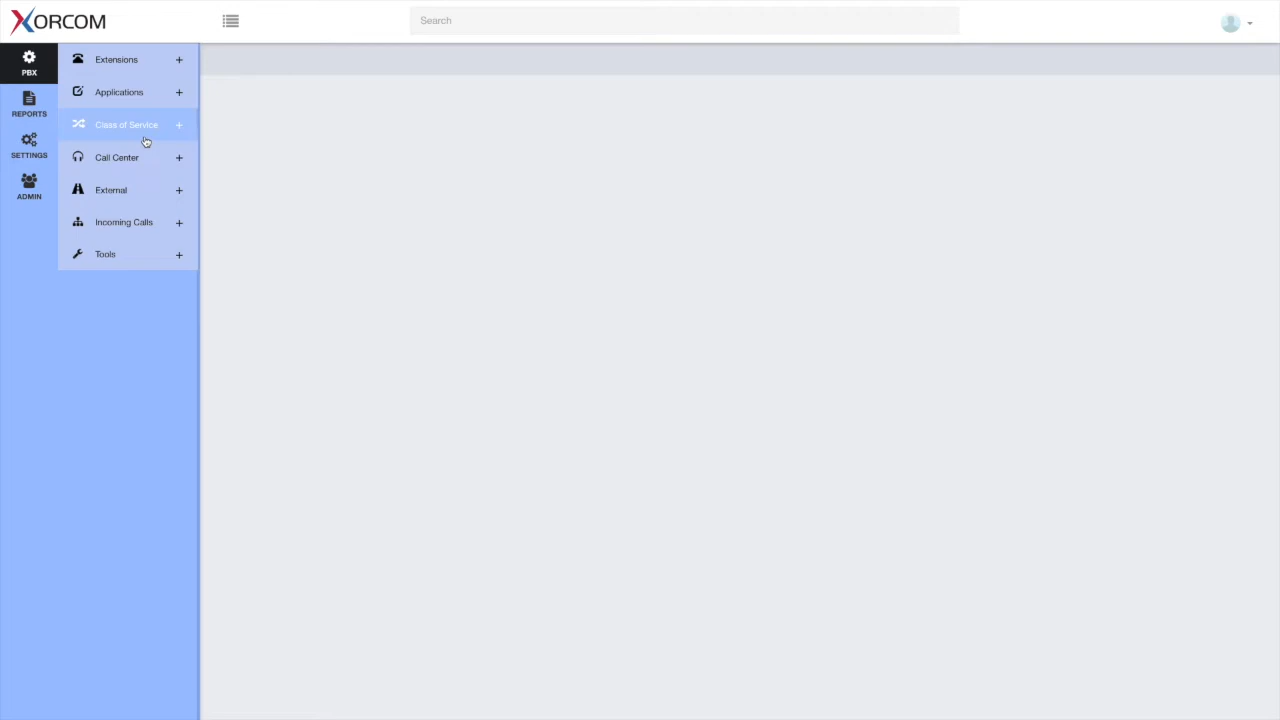 XORCOM
Search
PBX
REPORTS
SETTINGS
ADMIN
Extensions +
Applications +
Class of Service +
Call Center +
External +
Incoming Calls +
Tools +